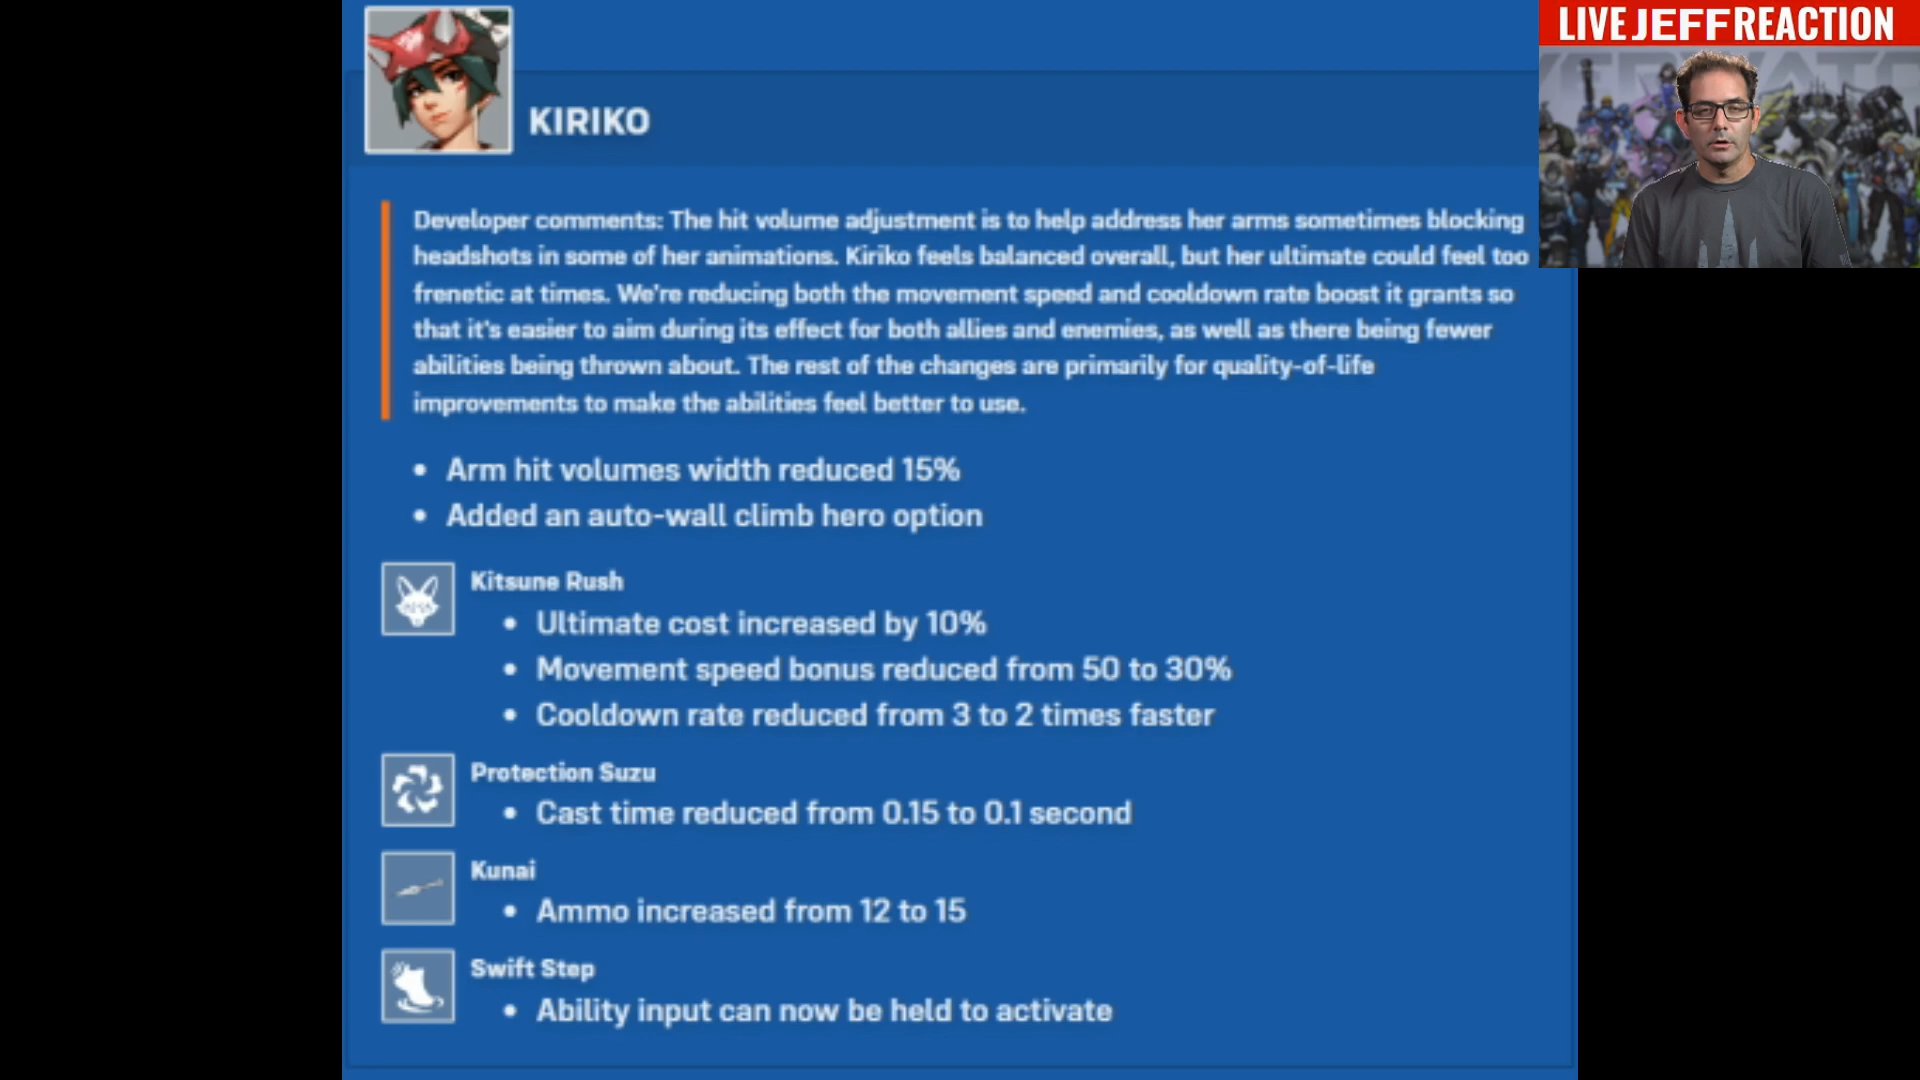 LIVE JEFF REACTION
KIRIKO
Developer comments: The hit volume adjustment is to help address her arms sometimes blocking
headshots in some of her animations. Kiriko feels balanced overall, but her ultimate could feel too
frenetic at times. We're reducing both the movement speed and cooldown rate boost it grants so
that it's easier to aim during its effect for both allies and enemies, as well as there being fewer
abilities being thrown about. The rest of the changes are primarily for quality-of-life
improvements to make the abilities feel better to use.
• Arm hit volumes width reduced 15%
• Added an auto-wall climb hero option
Kitsune Rush
• Ultimate cost increased by 10%
• Movement speed bonus reduced from 50 to 30%
• Cooldown rate reduced from 3 to 2 times faster
Protection Suzu
• Cast time reduced from 0.15 to 0.1 second
Kunai
• Ammo increased from 12 to 15
Swift Step
• Ability input can now be held to activate